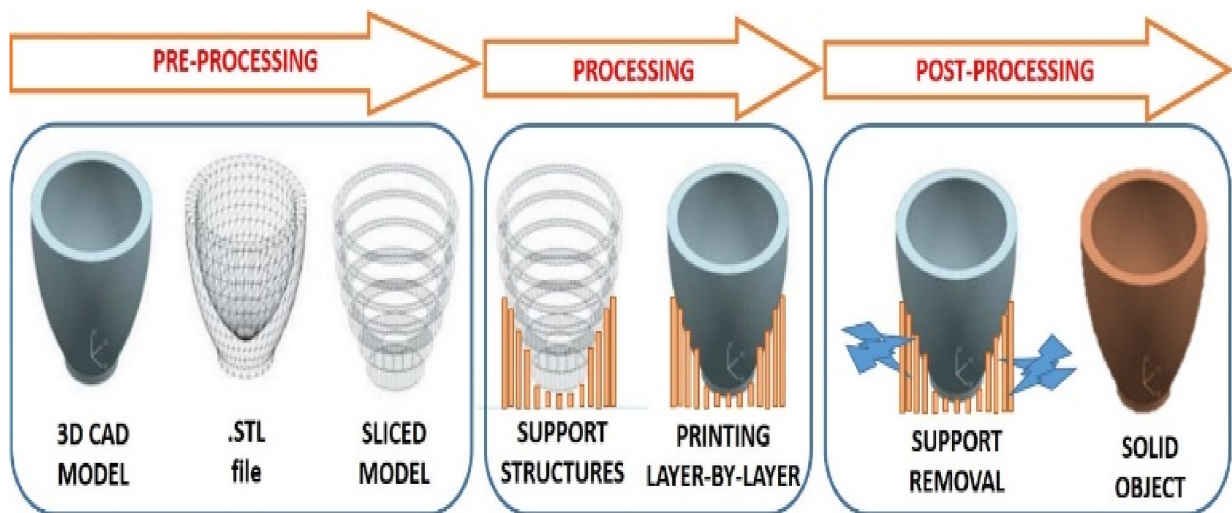 PRE-PROCESSING
PROCESSING
POST-PROCESSING
3D CAD
MODEL
.STL
file
SLICED
MODEL
SUPPORT
STRUCTURES
PRINTING
LAYER-BY-LAYER
SUPPORT
REMOVAL
SOLID
OBJECT